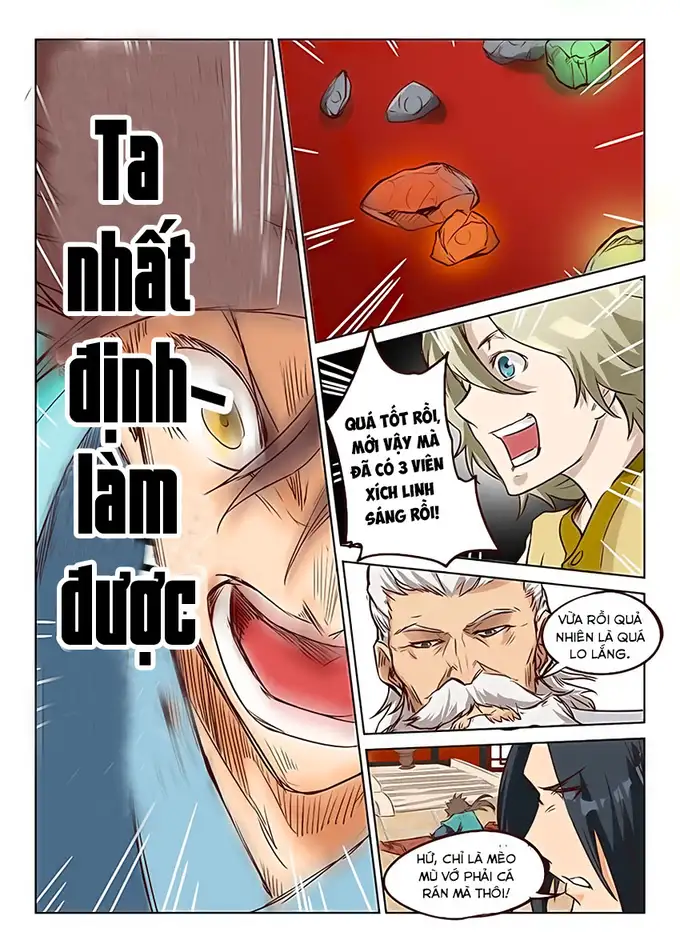 Ta
nhất
định-
làm
được
QUÁ TỐT RỒI,
MỚI VẬY MÀ
ĐÃ CÓ 3 VIÊN
XÍCH LINH
SÁNG RỒI!
VỪA RỒI QUẢ
NHIÊN LÀ QUÁ
LO LẮNG.
HỪ, CHỈ LÀ MÈO
MÙ VỚ PHẢI CÁ
RÁN MÀ THÔI!